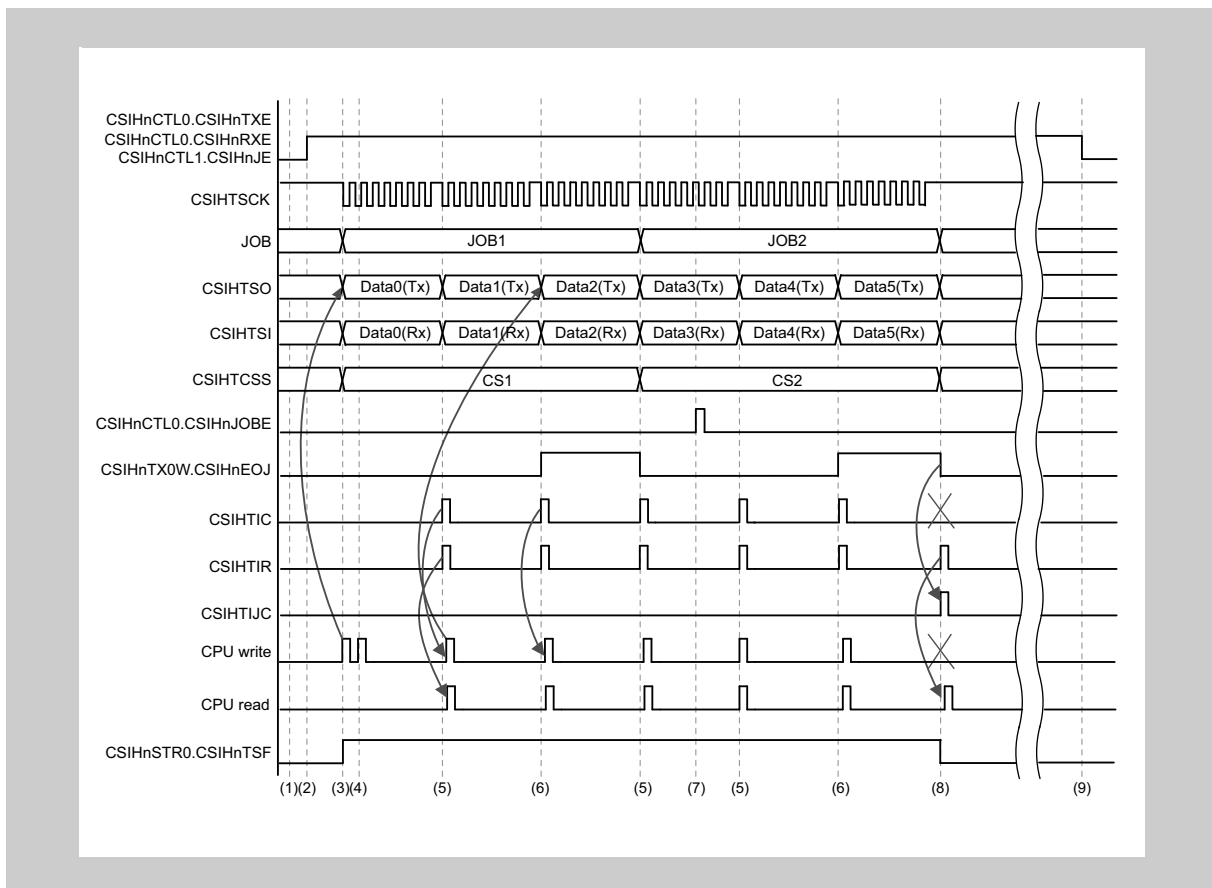 CSIHnCTL0.CSIHnTXE
CSIHnCTL0.CSIHnRXE
CSIHnCTL1.CSIHnJE
CSIHTSCK
JOB JOB1 JOB2
CSIHTSO Data0(Tx) Data1(Tx) Data2(Tx) Data3(Tx) Data4(Tx) Data5(Tx)
CSIHTSI Data0(Rx) Data1(Rx) Data2(Rx) Data3(Rx) Data4(Rx) Data5(Rx)
CSIHTCSS CS1 CS2
CSIHnCTL0.CSIHnJOBE
CSIHnTX0W.CSIHnEOJ
CSIHTIC
CSIHTIR
CSIHTIJC
CPU write
CPU read
CSIHnSTR0.CSIHnTSF
(1)(2) (3)(4) (5) (6) (5) (7) (5) (6) (8) (9)